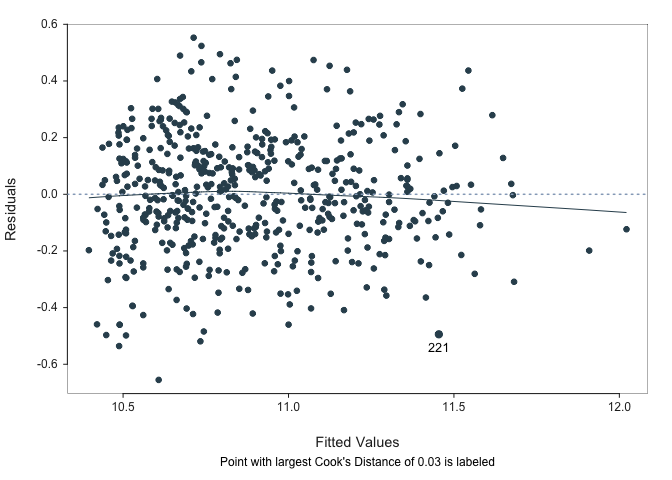 0.6
0.4
0.2
0.0
-0.2
-0.4
-0.6
Residuals
221
10.5 11.0 11.5 12.0
Fitted Values
Point with largest Cook's Distance of 0.03 is labeled